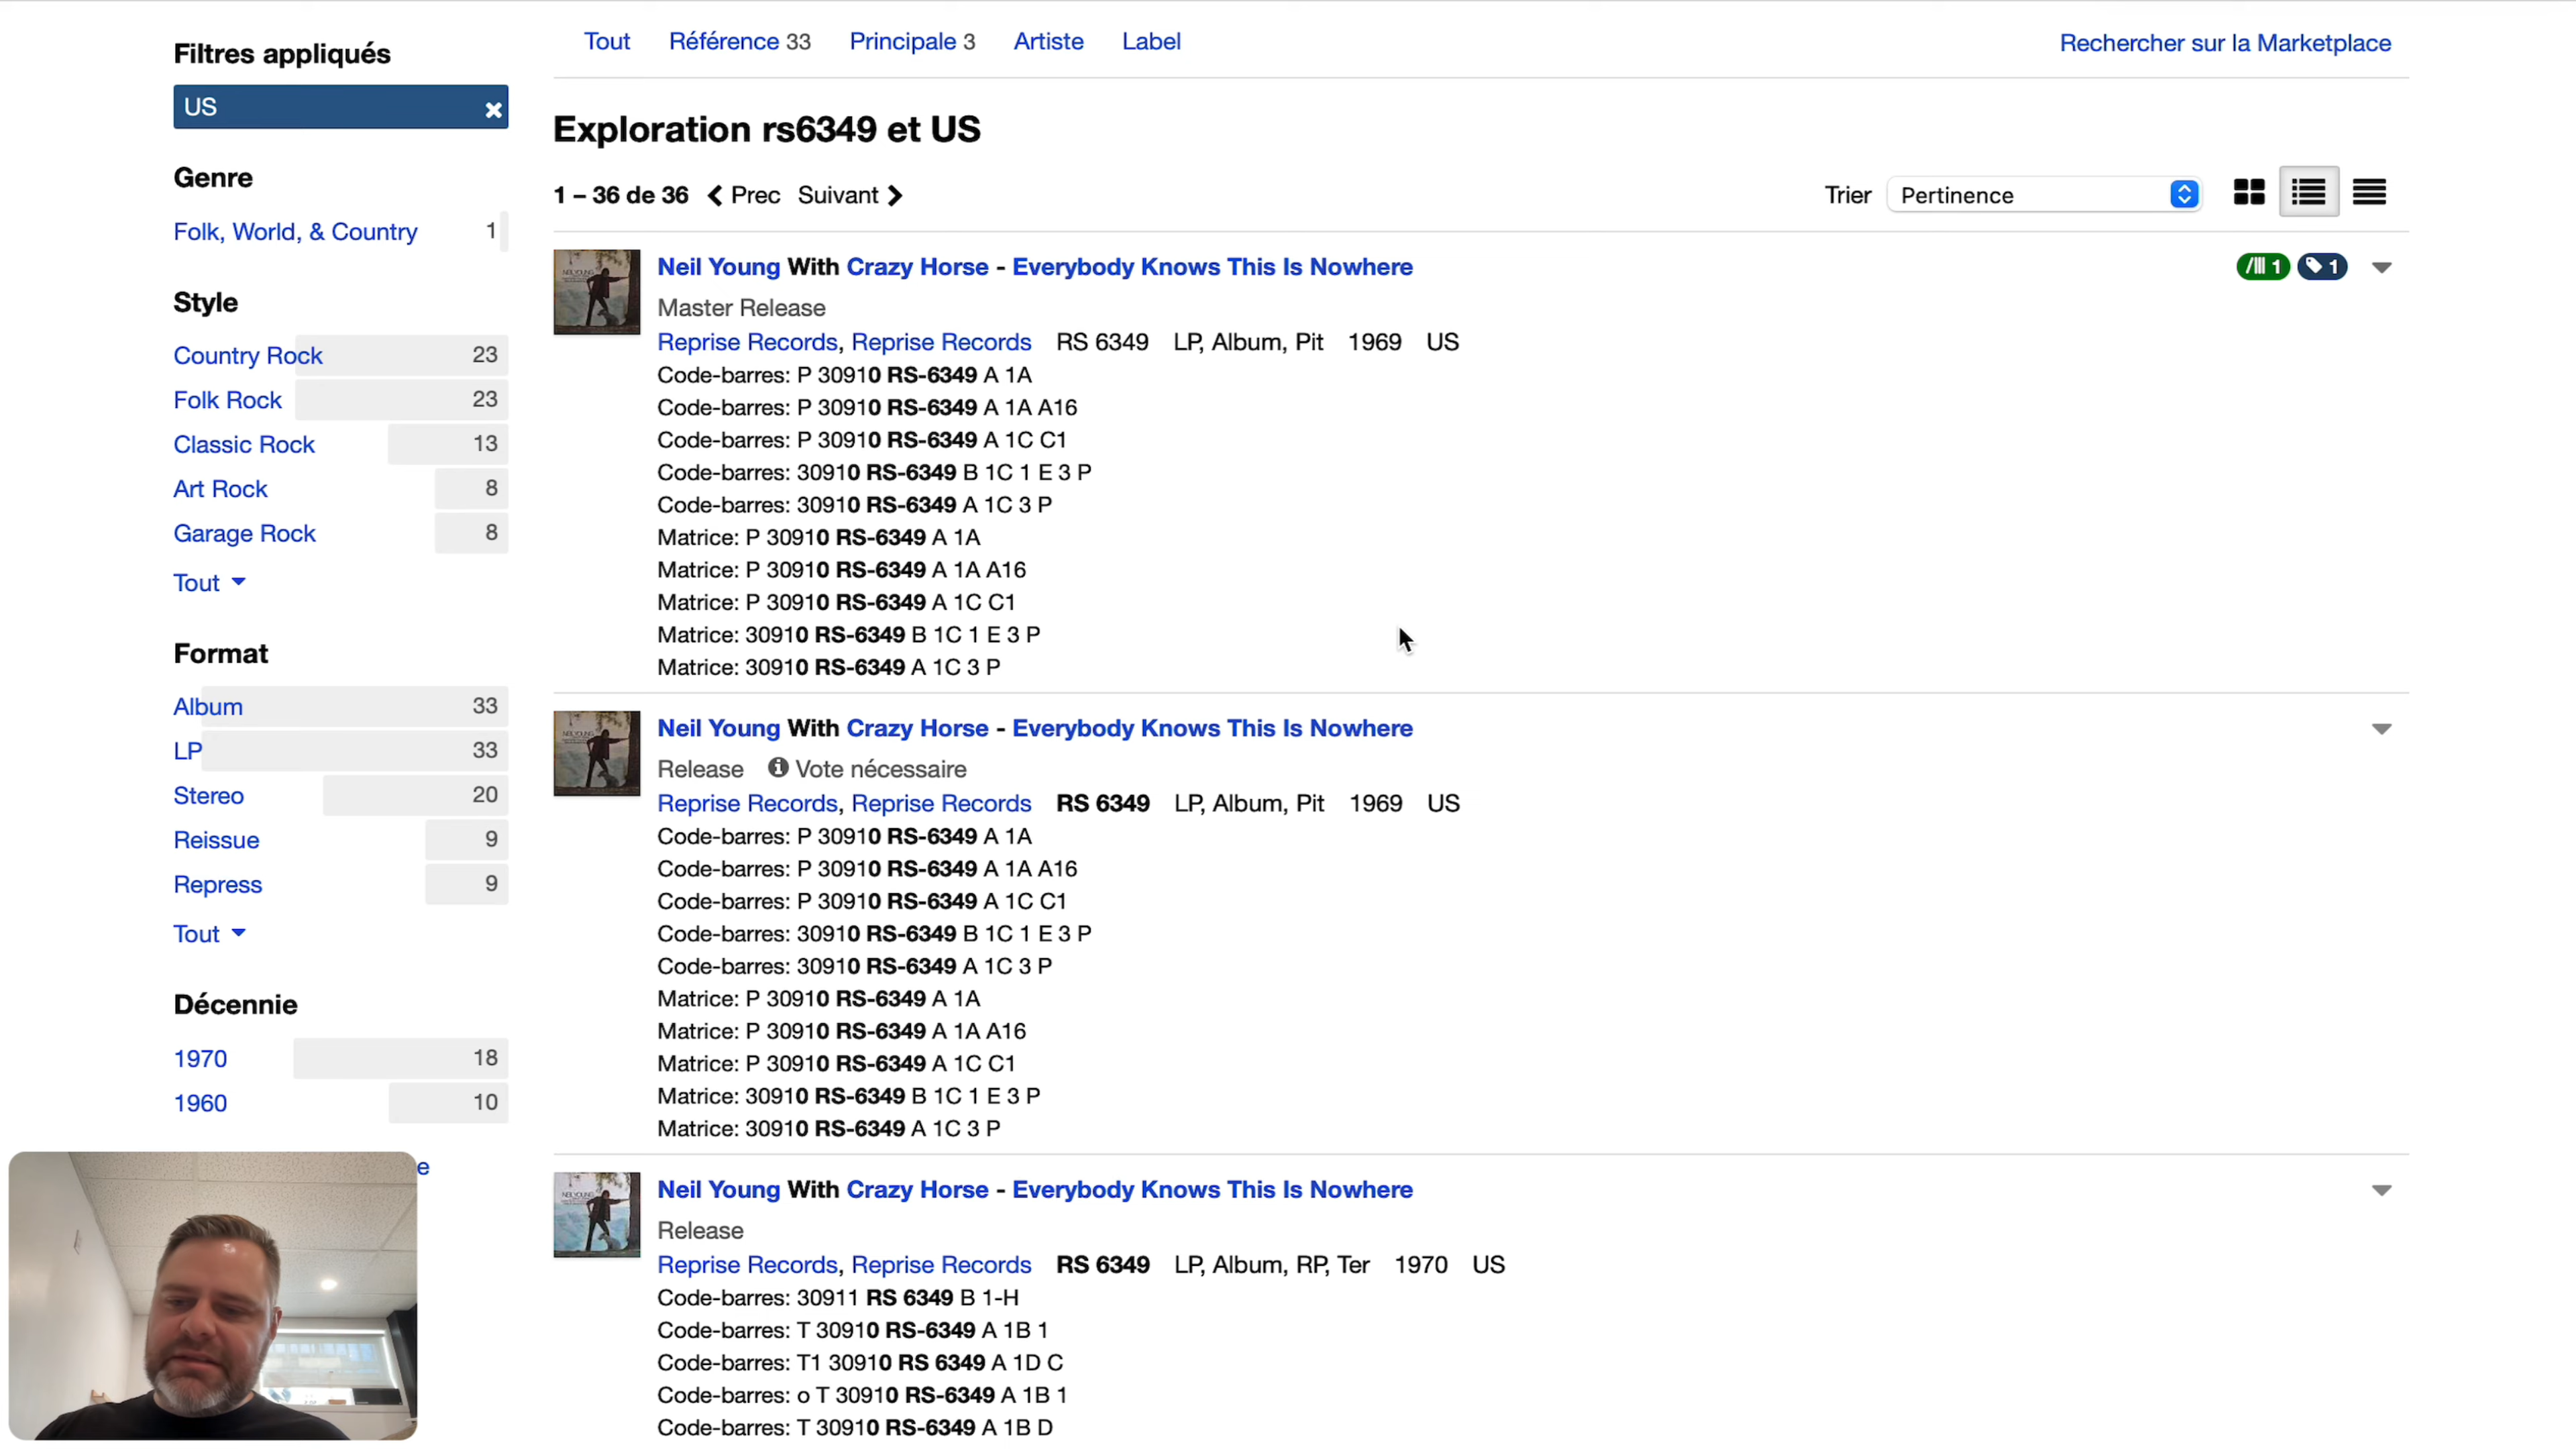 Tout Référence 33 Principale 3 Artiste Label
Rechercher sur la Marketplace
Filtres appliqués
US
Genre
Folk, World, & Country 1
Style
Country Rock 23
Folk Rock 23
Classic Rock 13
Art Rock 8
Garage Rock 8
Tout
Format
Album 33
LP 33
Stereo 20
Reissue 9
Repress 9
Tout
Décennie
1970 18
1960 10
e
Exploration rs6349 et US
1 – 36 de 36 Prec Suivant
Trier Pertinence
Neil Young With Crazy Horse - Everybody Knows This Is Nowhere
1 1
Master Release
Reprise Records, Reprise Records RS 6349 LP, Album, Pit 1969 US
Code-barres: P 30910 RS-6349 A 1A
Code-barres: P 30910 RS-6349 A 1A A16
Code-barres: P 30910 RS-6349 A 1C C1
Code-barres: 30910 RS-6349 B 1C 1 E 3 P
Code-barres: 30910 RS-6349 A 1C 3 P
Matrice: P 30910 RS-6349 A 1A
Matrice: P 30910 RS-6349 A 1A A16
Matrice: P 30910 RS-6349 A 1C C1
Matrice: 30910 RS-6349 B 1C 1 E 3 P
Matrice: 30910 RS-6349 A 1C 3 P
Neil Young With Crazy Horse - Everybody Knows This Is Nowhere
Release Vote nécessaire
Reprise Records, Reprise Records RS 6349 LP, Album, Pit 1969 US
Code-barres: P 30910 RS-6349 A 1A
Code-barres: P 30910 RS-6349 A 1A A16
Code-barres: P 30910 RS-6349 A 1C C1
Code-barres: 30910 RS-6349 B 1C 1 E 3 P
Code-barres: 30910 RS-6349 A 1C 3 P
Matrice: P 30910 RS-6349 A 1A
Matrice: P 30910 RS-6349 A 1A A16
Matrice: P 30910 RS-6349 A 1C C1
Matrice: 30910 RS-6349 B 1C 1 E 3 P
Matrice: 30910 RS-6349 A 1C 3 P
Neil Young With Crazy Horse - Everybody Knows This Is Nowhere
Release
Reprise Records, Reprise Records RS 6349 LP, Album, RP, Ter 1970 US
Code-barres: 30911 RS 6349 B 1-H
Code-barres: T 30910 RS-6349 A 1B 1
Code-barres: T1 30910 RS 6349 A 1D C
Code-barres: o T 30910 RS-6349 A 1B 1
Code-barres: T 30910 RS-6349 A 1B D